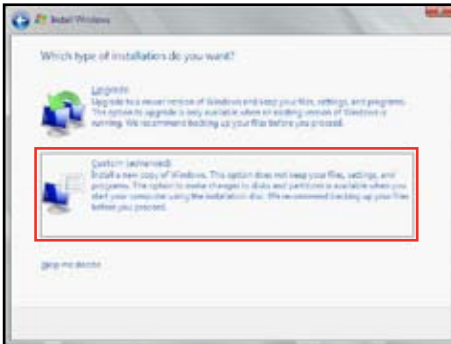 Install Windows
Which type of installation do you want?
Upgrade
Upgrade to a newer version of Windows and keep your files, settings, and programs.
The option to upgrade is only available when an existing version of Windows is
running. We recommend backing up your files before you proceed.
Custom (advanced)
Install a new copy of Windows. This option does not keep your files, settings, and
programs. The option to make changes to disks and partitions is available when you
start your computer using the installation disc. We recommend backing up your files
before you proceed.
Help me decide